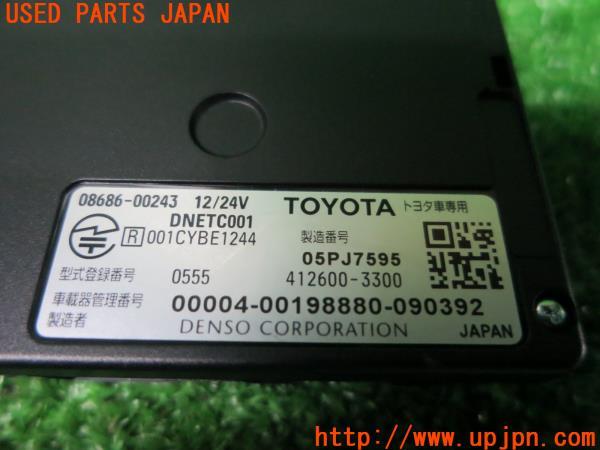 USED PARTS JAPAN
08686-00243 12/24V TOYOTA トヨタ車専用
DNETC001
R 001CYBE1244 製造番号
05PJ7595
型式登録番号 0555 412600-3300
車載器管理番号 00004-00198880-090392
製造者 DENSO CORPORATION JAPAN
http://www.upjpn.com